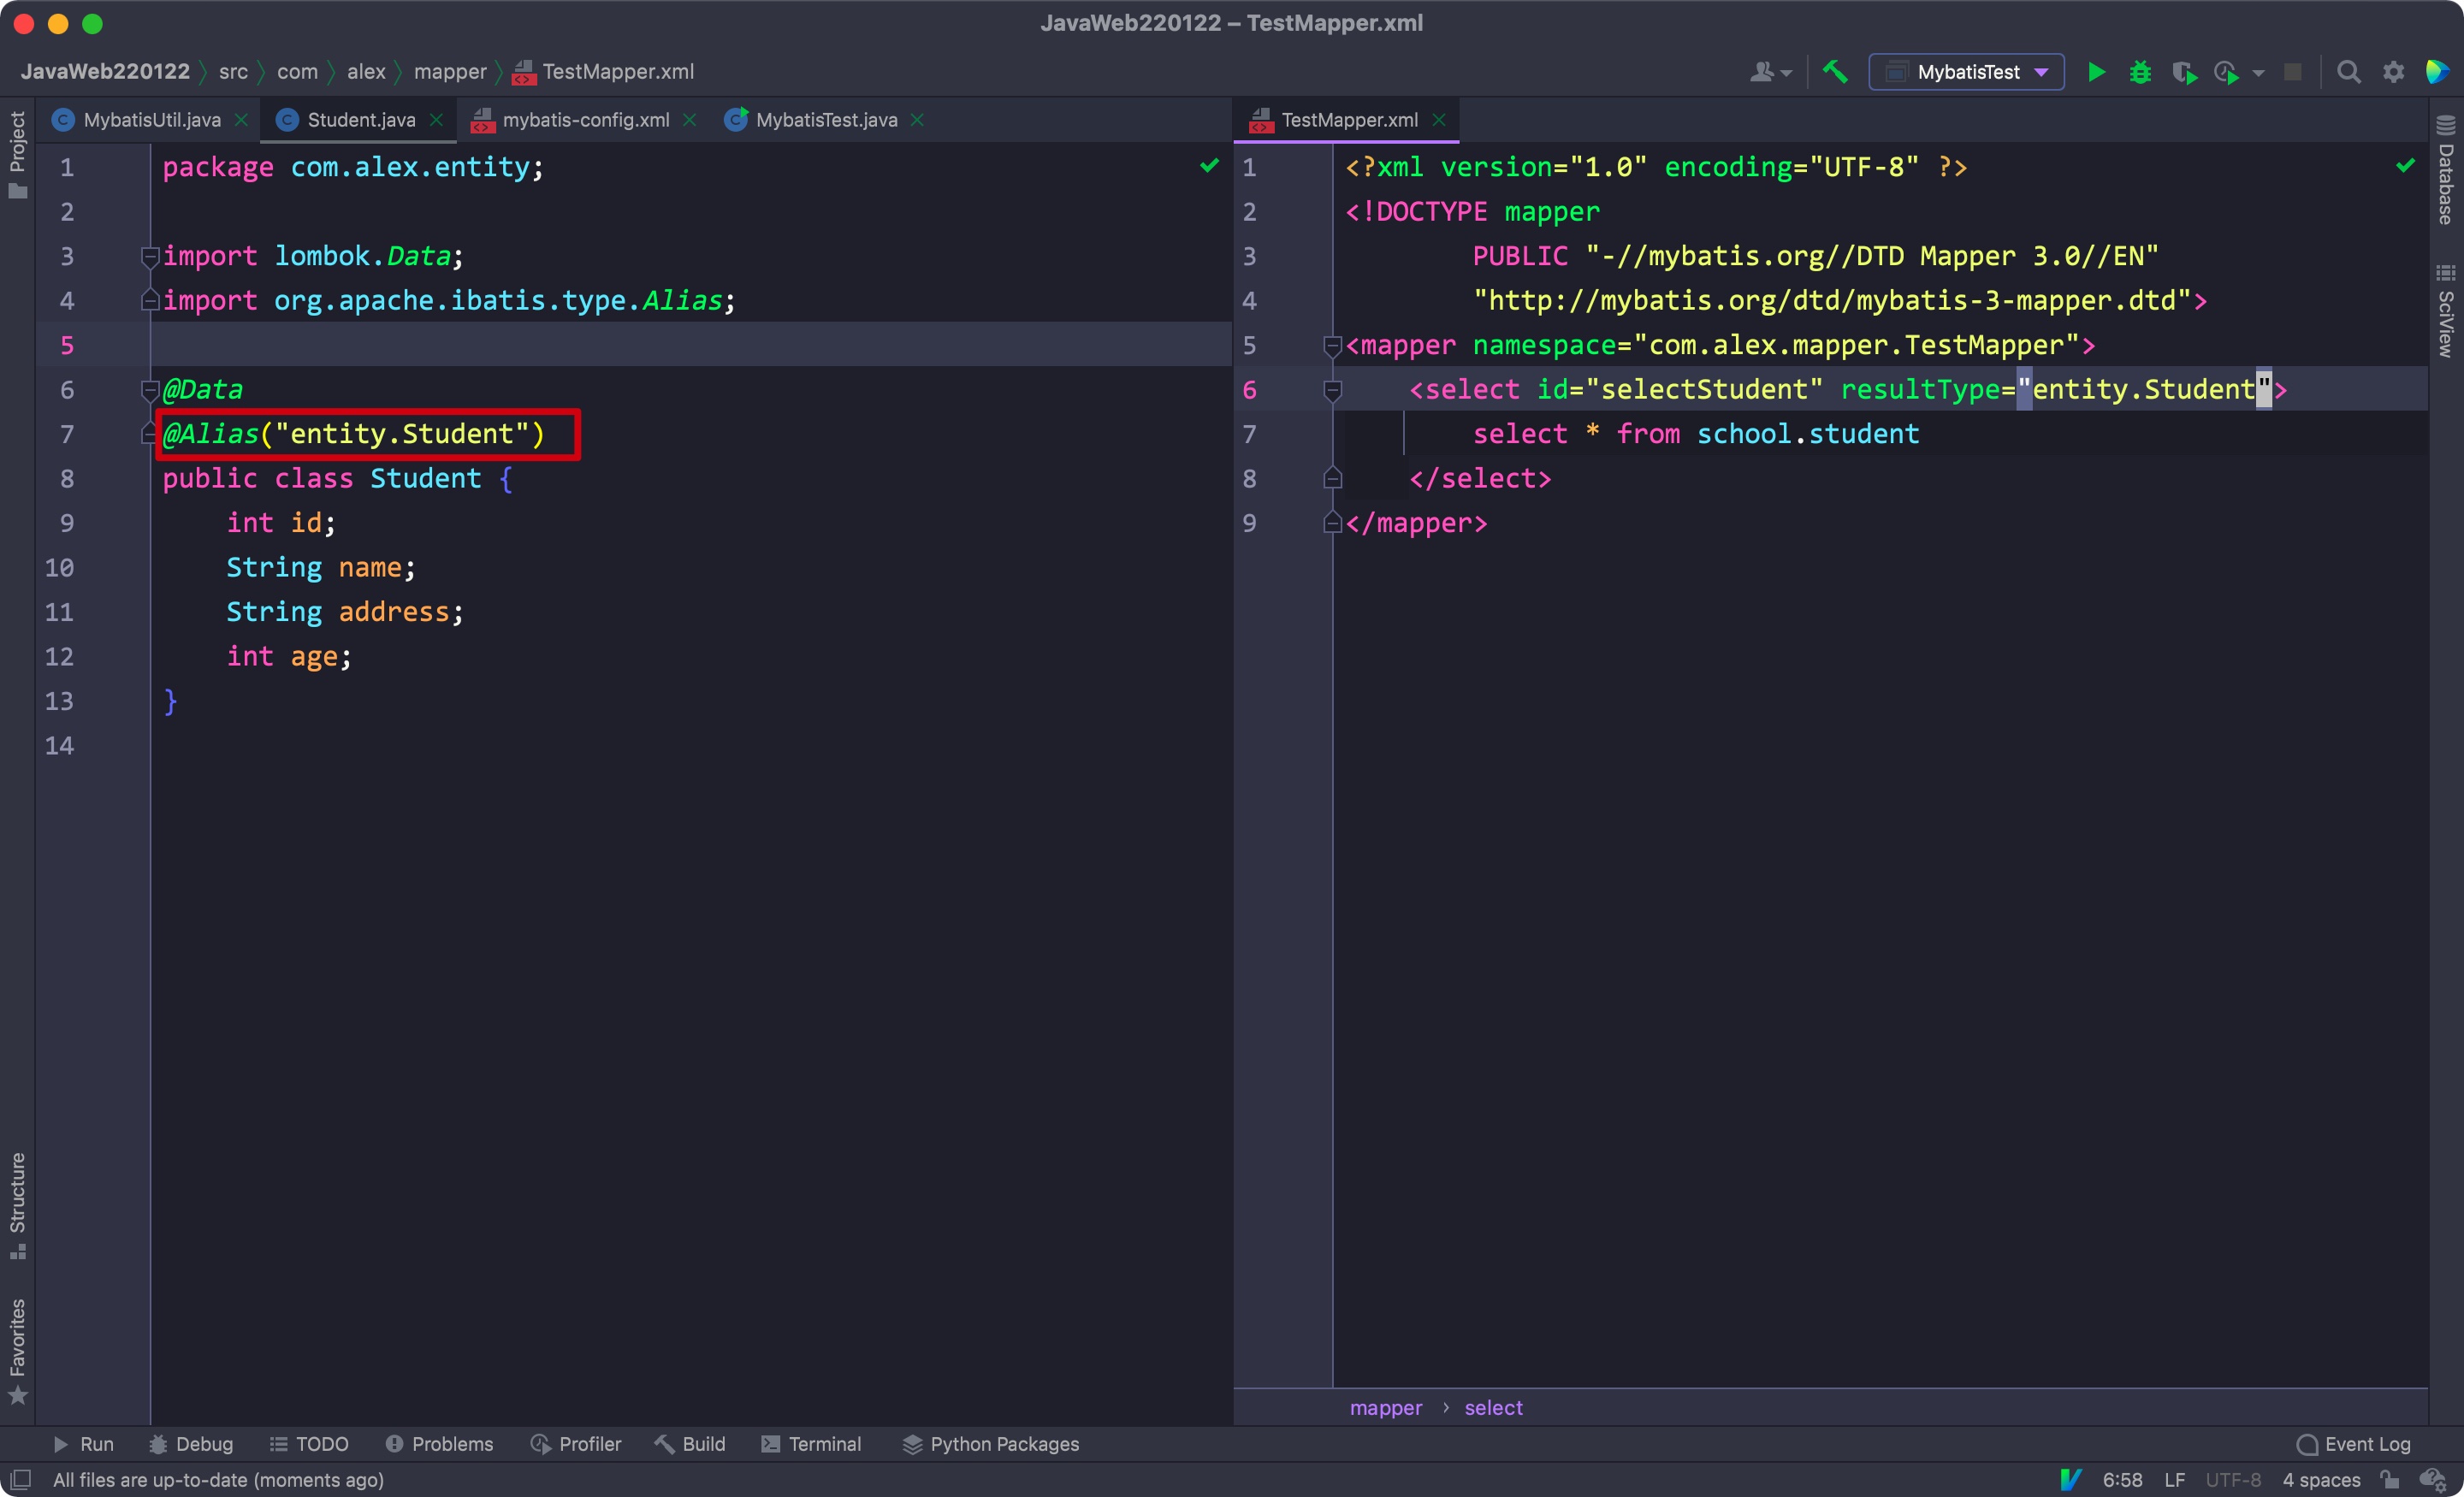 JavaWeb220122 – TestMapper.xml
JavaWeb220122 src com alex mapper TestMapper.xml
MybatisTest
Project
MybatisUtil.java
Student.java
mybatis-config.xml
MybatisTest.java
1 package com.alex.entity;
2
3 import lombok.Data;
4 import org.apache.ibatis.type.Alias;
5
6 @Data
7 @Alias("entity.Student")
8 public class Student {
9 int id;
10 String name;
11 String address;
12 int age;
13 }
14
TestMapper.xml
1 <?xml version="1.0" encoding="UTF-8" ?>
2 <!DOCTYPE mapper
3 PUBLIC "-//mybatis.org//DTD Mapper 3.0//EN"
4 "http://mybatis.org/dtd/mybatis-3-mapper.dtd">
5 <mapper namespace="com.alex.mapper.TestMapper">
6 <select id="selectStudent" resultType="entity.Student">
7 select * from school.student
8 </select>
9 </mapper>
mapper › select
Database
SciView
Structure
Favorites
Run Debug TODO Problems Profiler Build Terminal Python Packages Event Log
All files are up-to-date (moments ago) 6:58 LF UTF-8 4 spaces